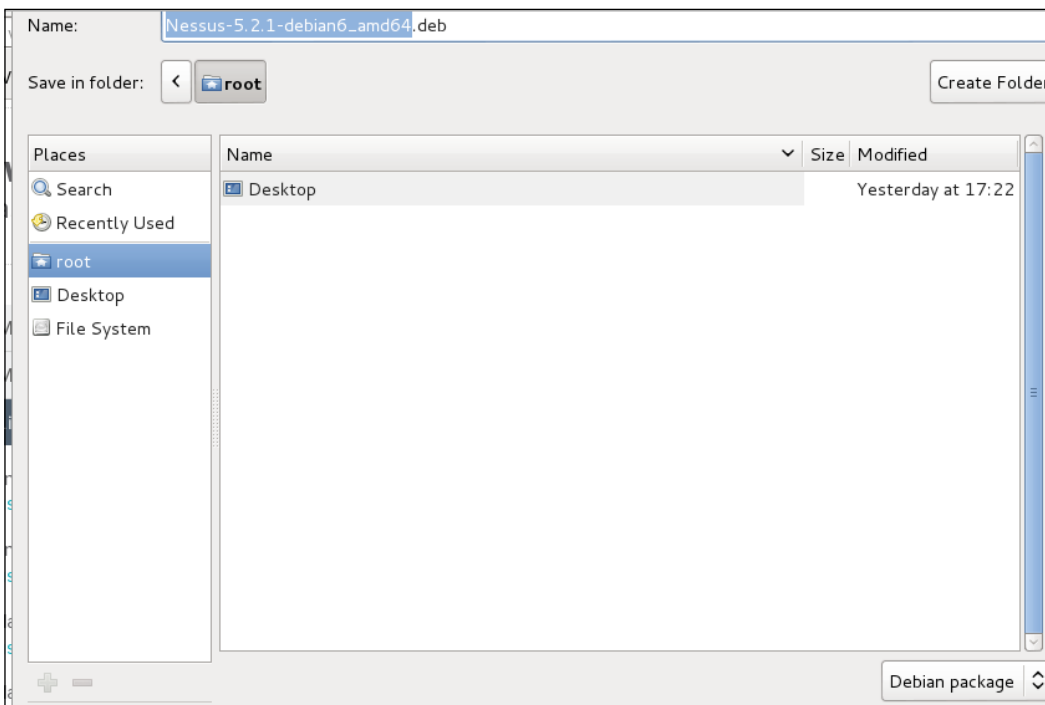 Name: Nessus-5.2.1-debian6_amd64.deb
Save in folder: root Create Folder
Places
Name Size Modified
Search
Desktop Yesterday at 17:22
Recently Used
root
Desktop
File System
Debian package